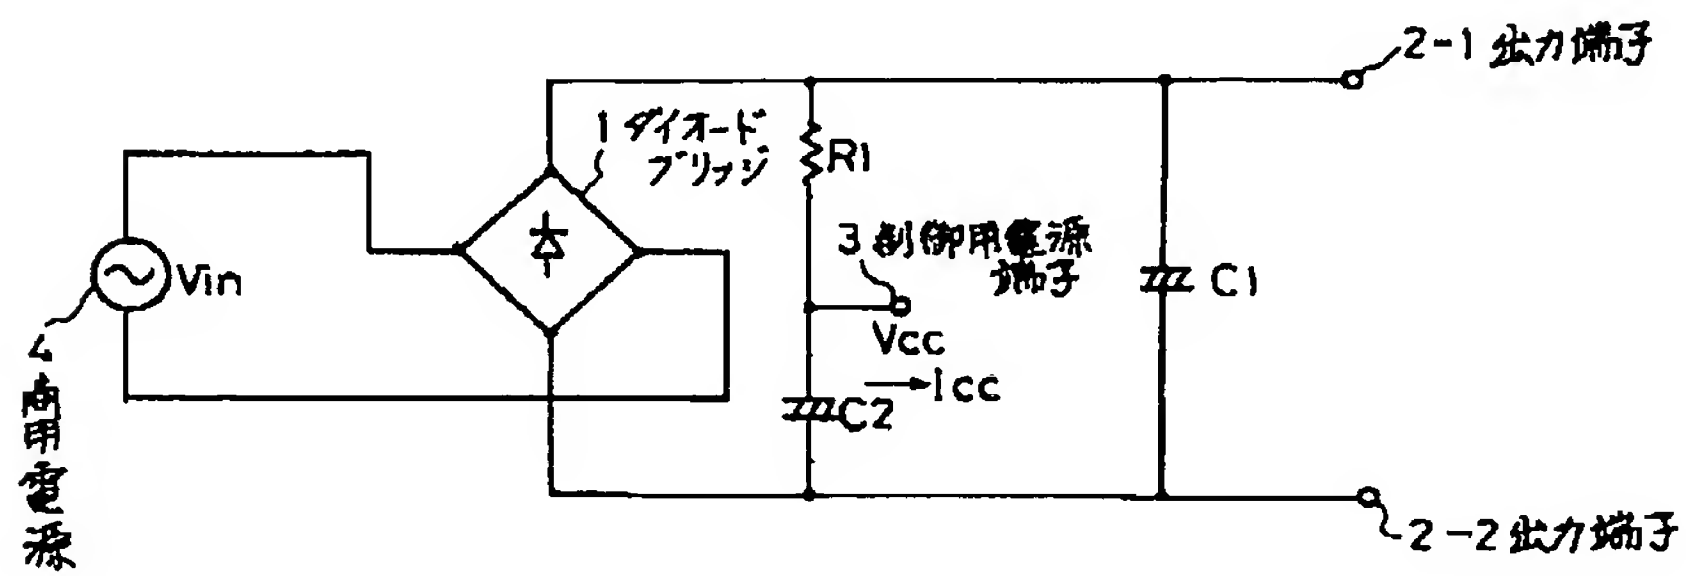 2-1 出力端子
1 ダイオード
ブリッジ
R1
3 制御用電源
端子
Vin
C1
Vcc
Icc
C2
4 商用電源
2-2 出力端子